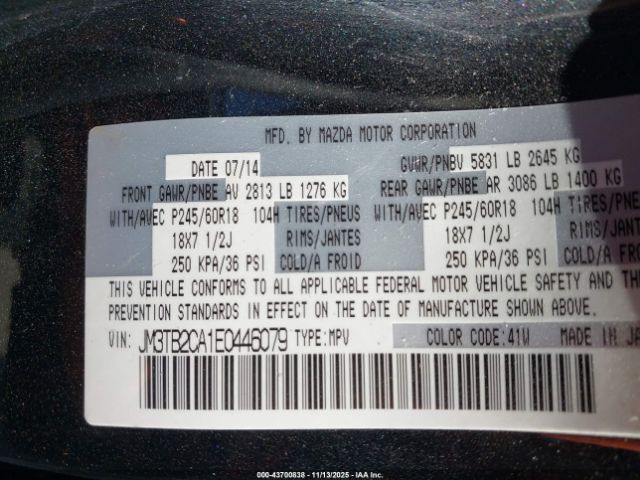 MFD. BY MAZDA MOTOR CORPORATION
DATE 07/14 GVWR/PNBV 5831 LB 2645 KG
FRONT GAWR/PNBE AV 2813 LB 1276 KG REAR GAWR/PNBE AR 3086 LB 1400 KG
WITH/AVEC P245/60R18 104H TIRES/PNEUS WITH/AVEC P245/60R18 104H TIRES/PNEUS
18X7 1/2J RIMS/JANTES 18X7 1/2J RIMS/JANTES
250 KPA/36 PSI COLD/A FROID 250 KPA/36 PSI COLD/A FROID
THIS VEHICLE CONFORMS TO ALL APPLICABLE FEDERAL MOTOR VEHICLE SAFETY AND THE
PREVENTION STANDARDS IN EFFECT ON THE DATE OF MANUFACTURE SHOWN ABOVE.
VIN: JM3TB2CA1E0446079 TYPE:MPV COLOR CODE:41W MADE IN JA
000-43700838 - 11/13/2025 - IAA Inc.